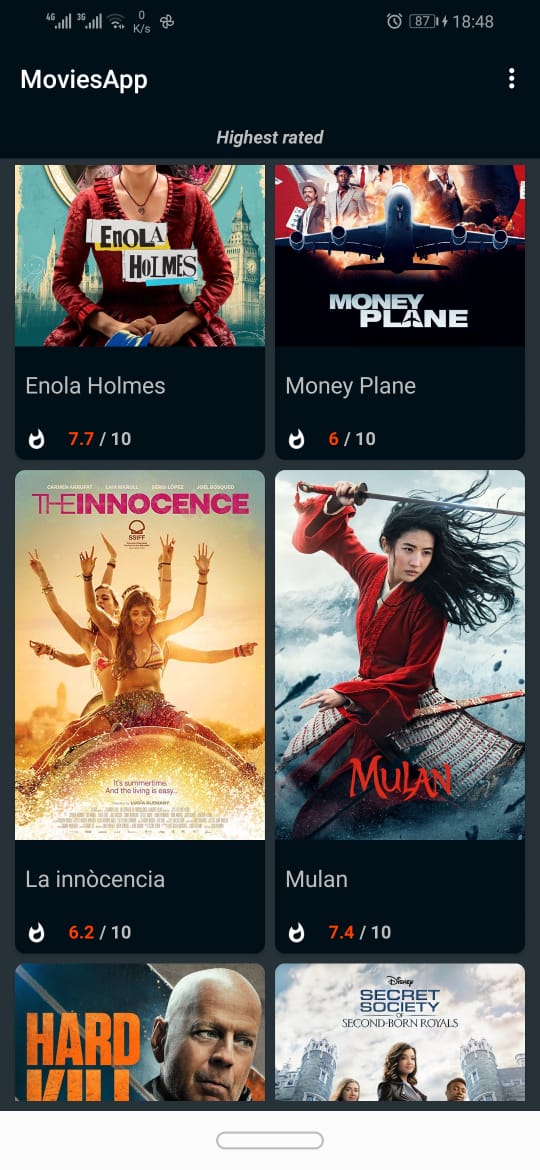 4G 3G 0 K/s 87 18:48
MoviesApp
Highest rated
ENOLA
HOLMES
MONEY
PLANE
Enola Holmes
Money Plane
7.7 / 10
6 / 10
CARMEN ARRUFAT LAIA MARULL SERGI LÓPEZ JOEL BOSQUED
THE INNOCENCE
SSIFF
It's summertime..
And the living is easy...
LUCÍA ALEMANY
MULAN
La innòcencia
Mulan
6.2 / 10
7.4 / 10
HARD
KILL
Disney
SECRET
SOCIETY
OF
SECOND-BORN ROYALS